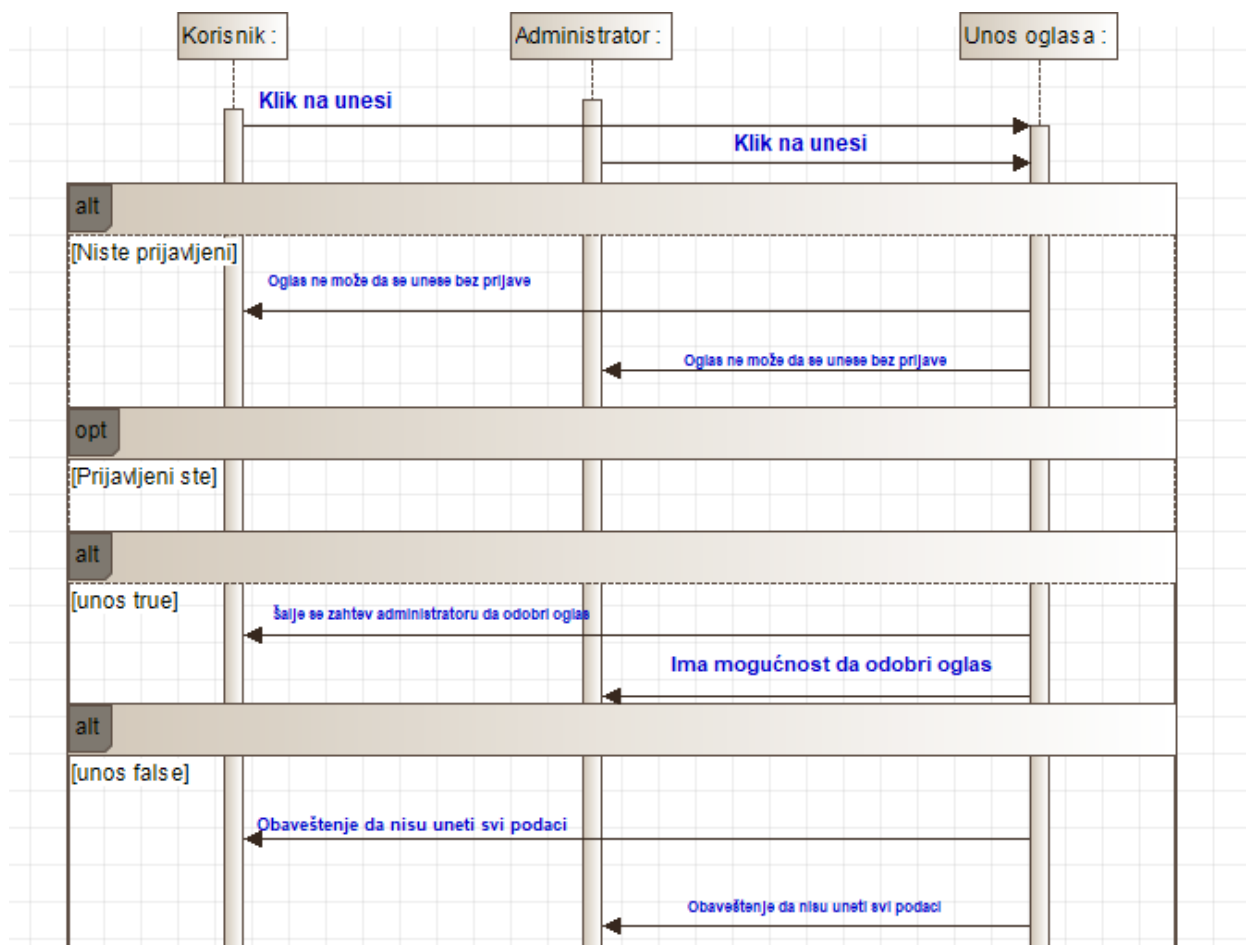 Korisnik :
Administrator :
Unos oglasa :
Klik na unesi
Klik na unesi
alt
[Niste prijavljeni]
Oglas ne može da se unese bez prijave
Oglas ne može da se unese bez prijave
opt
[Prijavljeni ste]
alt
[unos true]
Šalje se zahtev administratoru da odobri oglas
Ima mogućnost da odobri oglas
alt
[unos false]
Obaveštenje da nisu uneti svi podaci
Obaveštenje da nisu uneti svi podaci